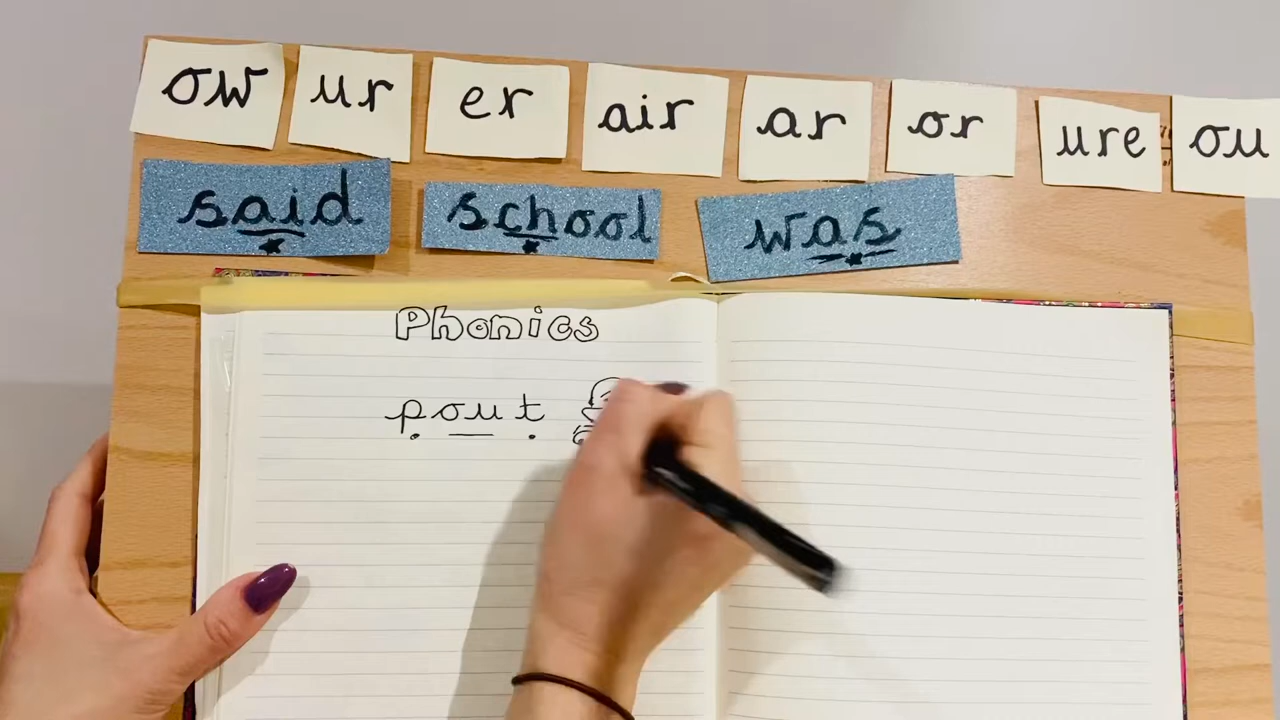 ow ur er air ar or ure ou
said school was
Phonics
pout